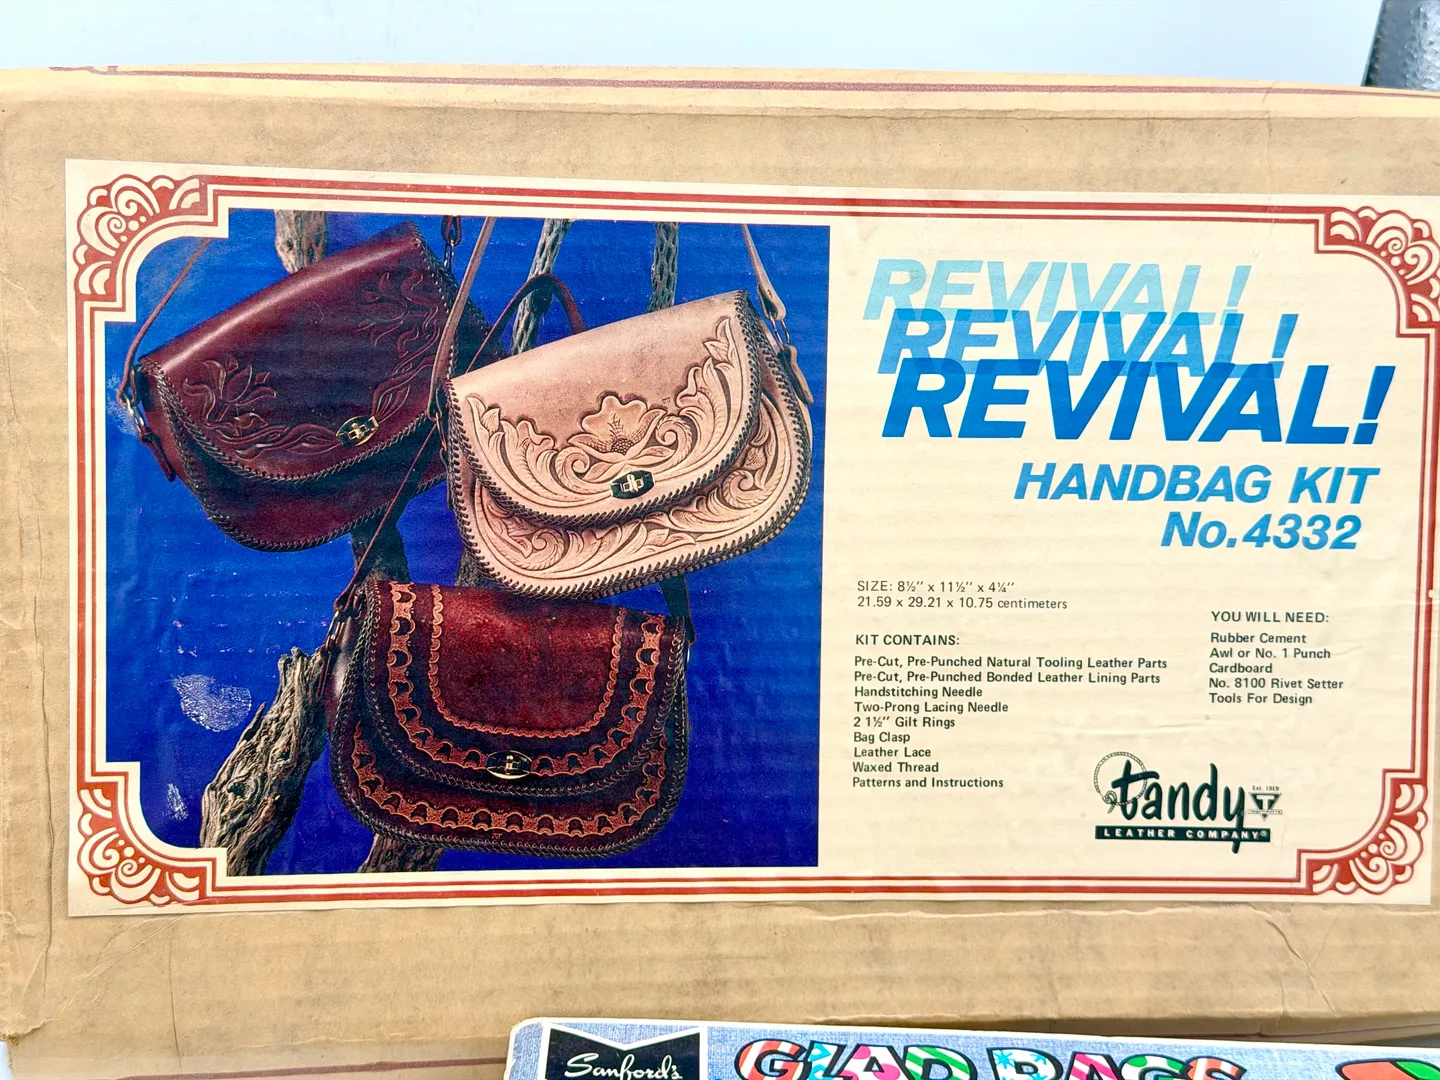 REVIVAL!
REVIVAL!
REVIVAL!
HANDBAG KIT
No. 4332
SIZE: 8½″ x 11½″ x 4¼″
21.59 x 29.21 x 10.75 centimeters
KIT CONTAINS:
Pre-Cut, Pre-Punched Natural Tooling Leather Parts
Pre-Cut, Pre-Punched Bonded Leather Lining Parts
Handstitching Needle
Two-Prong Lacing Needle
2 1½″ Gilt Rings
Bag Clasp
Leather Lace
Waxed Thread
Patterns and Instructions
YOU WILL NEED:
Rubber Cement
Awl or No. 1 Punch
Cardboard
No. 8100 Rivet Setter
Tools For Design
tandy
Est. 1919
LEATHER COMPANY®
Sanford's
GLAD BAGS